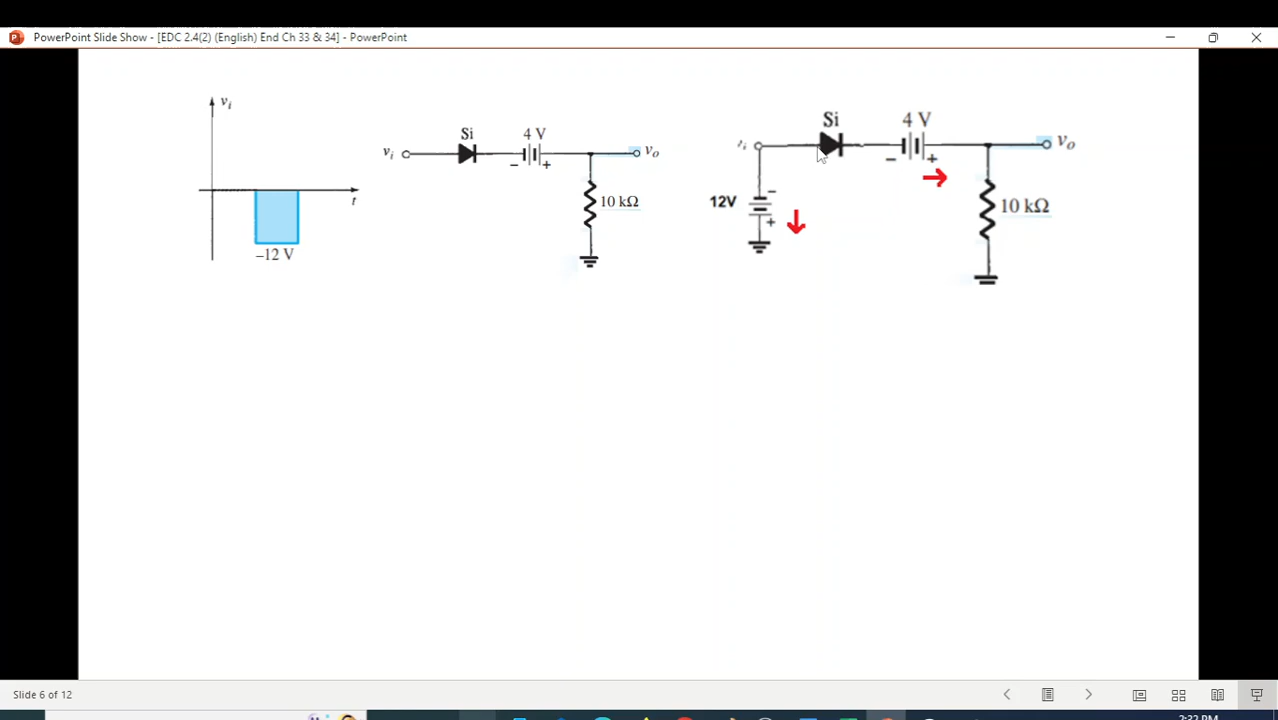 PowerPoint Slide Show - [EDC 2.4(2) (English) End Ch 33 & 34] - PowerPoint
vi
Si
4 V
vi
vo
- +
t
10 kΩ
−12 V
Si
4 V
vo
- +
12V
-
+
10 kΩ
Slide 6 of 12